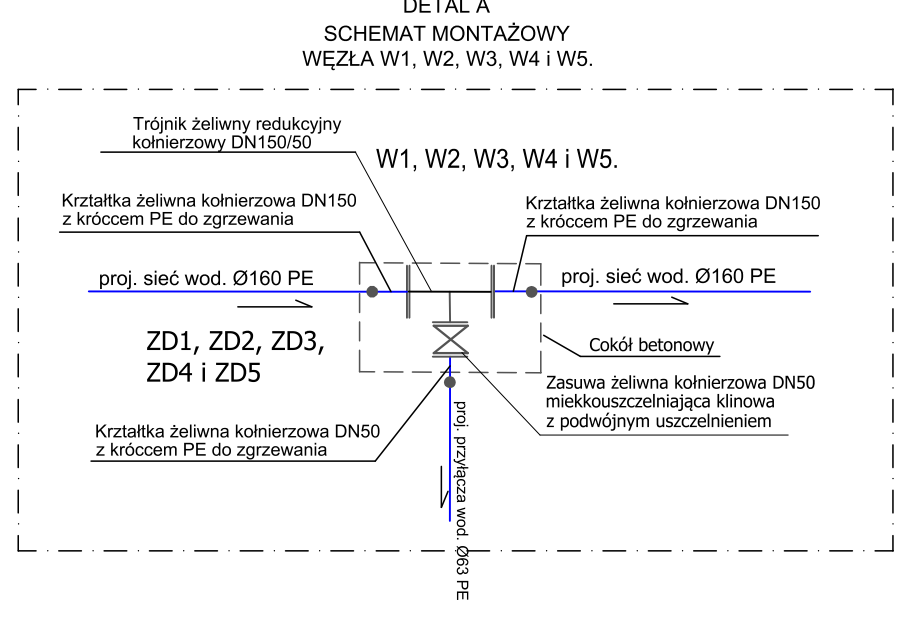 DETAL A
SCHEMAT MONTAŻOWY
WĘZŁA W1, W2, W3, W4 i W5.
Trójnik żeliwny redukcyjny
kołnierzowy DN150/50
W1, W2, W3, W4 i W5.
Krztałtka żeliwna kołnierzowa DN150
z króccem PE do zgrzewania
Krztałtka żeliwna kołnierzowa DN150
z króccem PE do zgrzewania
proj. sieć wod. Ø160 PE
proj. sieć wod. Ø160 PE
ZD1, ZD2, ZD3,
ZD4 i ZD5
Cokół betonowy
Zasuwa żeliwna kołnierzowa DN50
miekkouszczelniająca klinowa
z podwójnym uszczelnieniem
Krztałtka żeliwna kołnierzowa DN50
z króccem PE do zgrzewania
proj. przyłącza wod. Ø63 PE